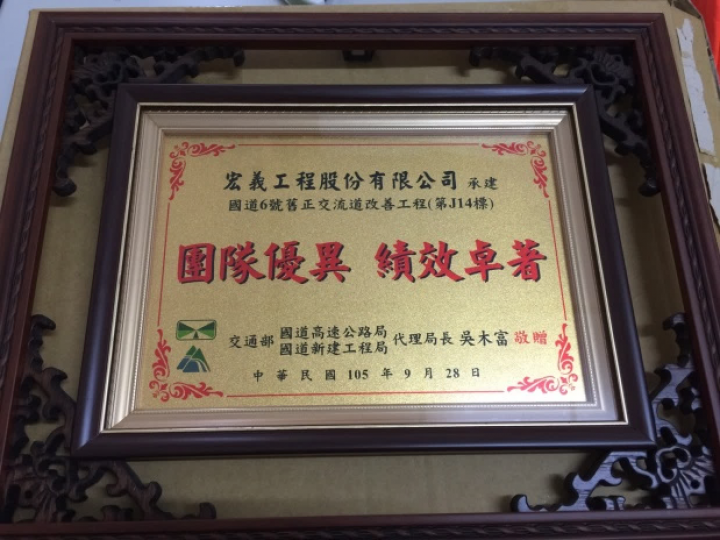 宏義工程股份有限公司 承建
國道6號舊正交流道改善工程(第J14標)
團隊優異 績效卓著
交通部 國道高速公路局 國道新建工程局 代理局長 吳木富 敬贈
中華民國 105 年 9 月 28 日